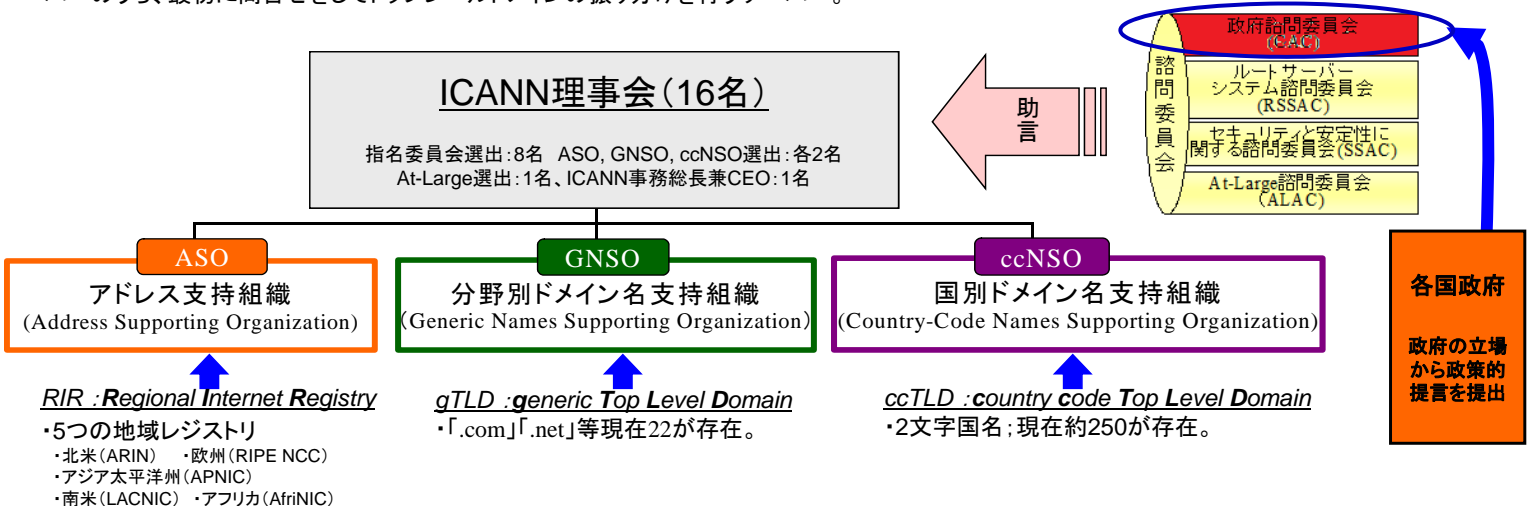 ICANN理事会(16名)
指名委員会選出:8名 ASO, GNSO, ccNSO選出:各2名
At-Large選出:1名、ICANN事務総長兼CEO:1名
助言
諮問委員会
政府諮問委員会
(GAC)
ルートサーバー
システム諮問委員会
(RSSAC)
セキュリティと安定性に
関する諮問委員会(SSAC)
At-Large諮問委員会
(ALAC)
各国政府
政府の立場
から政策的
提言を提出
ASO
アドレス支持組織
(Address Supporting Organization)
GNSO
分野別ドメイン名支持組織
(Generic Names Supporting Organization)
ccNSO
国別ドメイン名支持組織
(Country-Code Names Supporting Organization)
RIR :Regional Internet Registry
・5つの地域レジストリ
・北米(ARIN) ・欧州(RIPE NCC)
・アジア太平洋州(APNIC)
・南米(LACNIC) ・アフリカ(AfriNIC)
gTLD :generic Top Level Domain
・「.com」「.net」等現在22が存在。
ccTLD :country code Top Level Domain
・2文字国名;現在約250が存在。